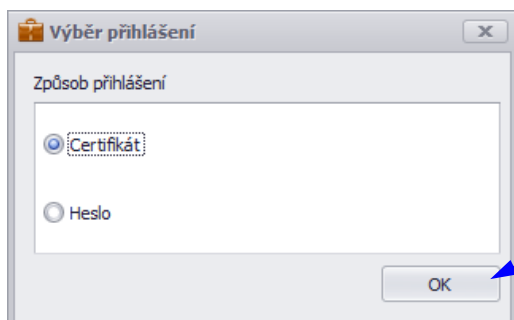 Výběr přihlášení
Způsob přihlášení
Certifikát
Heslo
OK